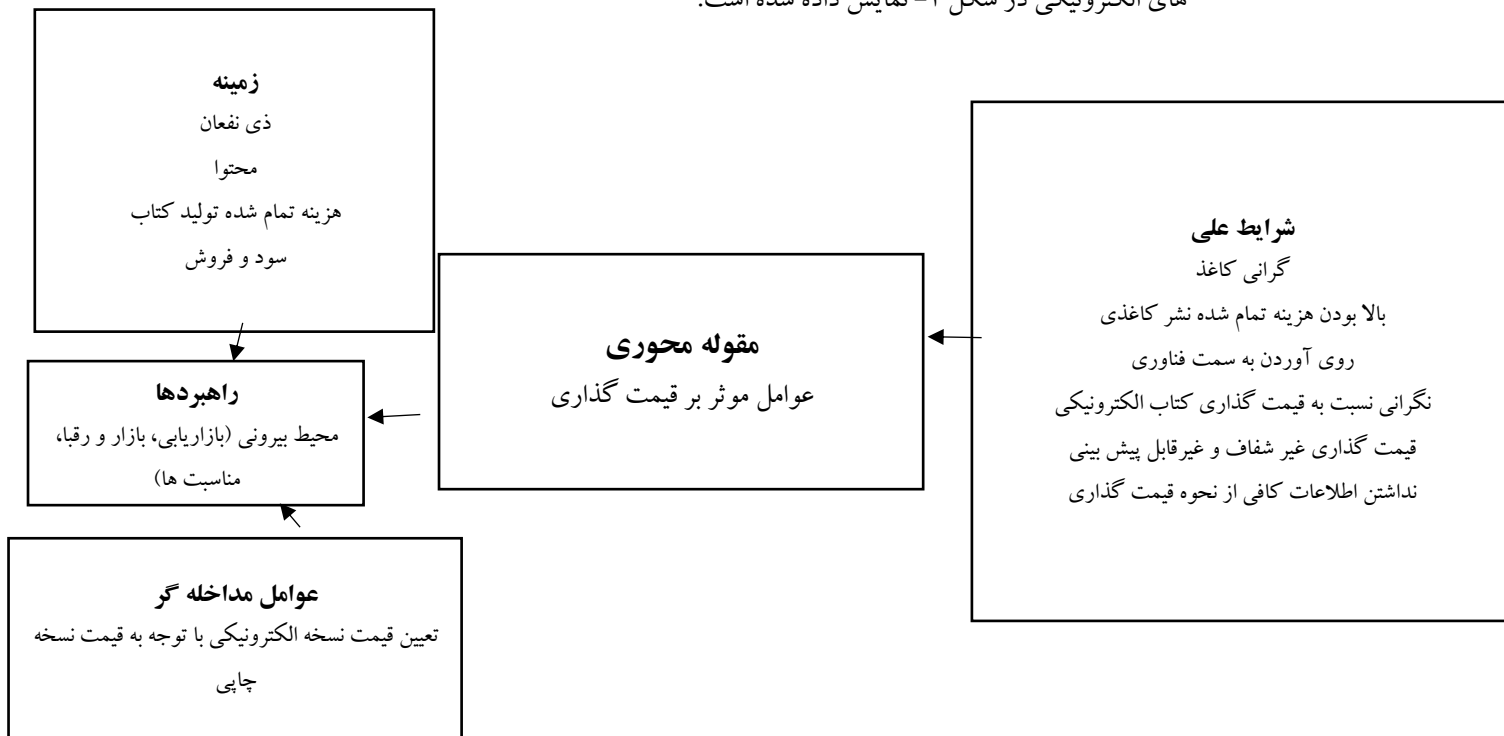 های الکترونیکی در شکل ۱– نمایش داده شده است.
زمینه
ذی نفعان
محتوا
هزینه تمام شده تولید کتاب
سود و فروش
شرایط علی
گرانی کاغذ
بالا بودن هزینه تمام شده نشر کاغذی
روی آوردن به سمت فناوری
نگرانی نسبت به قیمت گذاری کتاب الکترونیکی
قیمت گذاری غیر شفاف و غیرقابل پیش بینی
نداشتن اطلاعات کافی از نحوه قیمت گذاری
مقوله محوری
عوامل موثر بر قیمت گذاری
راهبردها
محیط بیرونی (بازاریابی، بازار و رقبا،
مناسبت ها)
عوامل مداخله گر
تعیین قیمت نسخه الکترونیکی با توجه به قیمت نسخه
چاپی